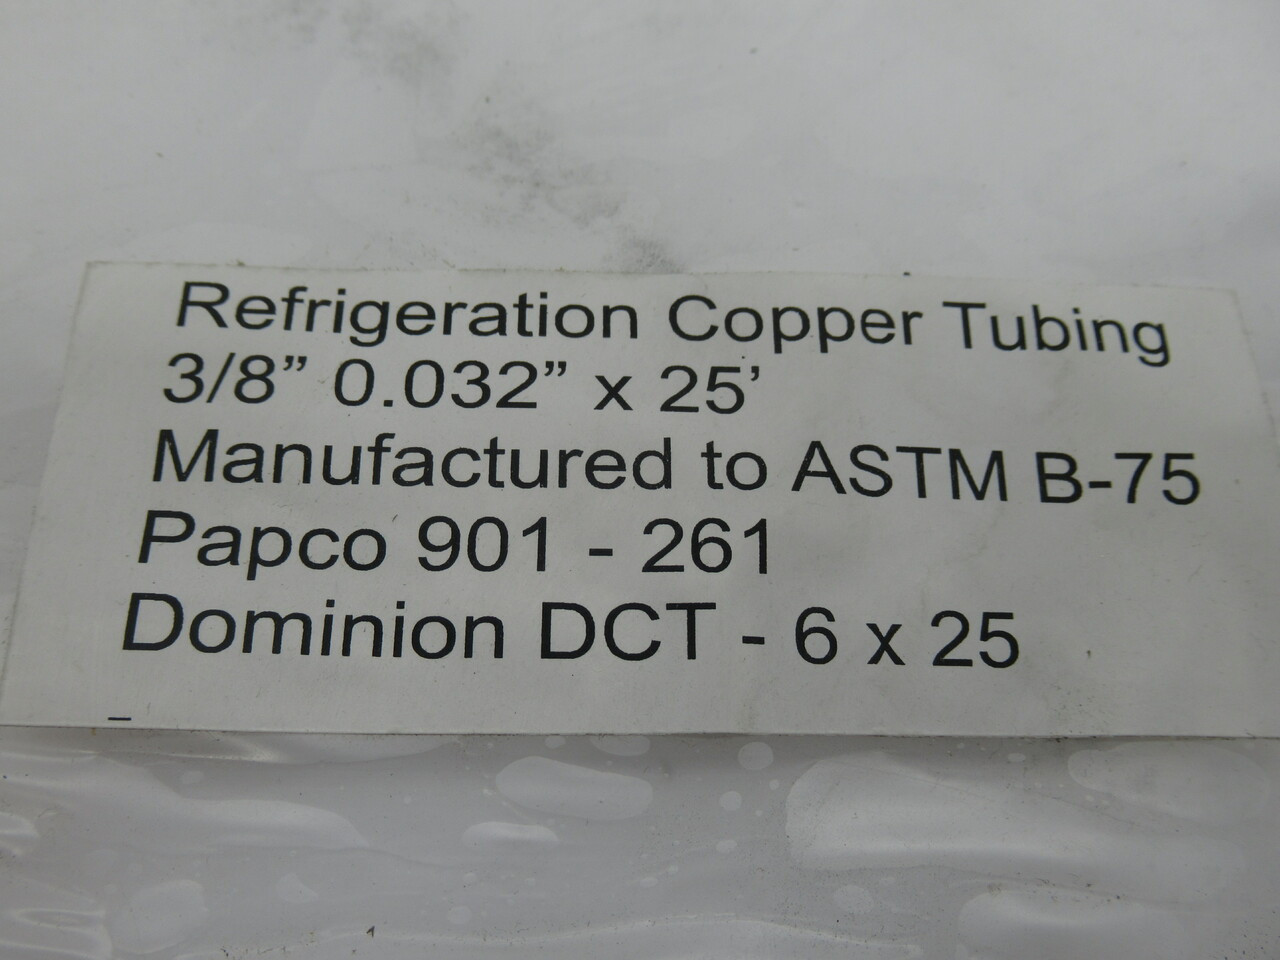 Refrigeration Copper Tubing
3/8” 0.032” x 25’
Manufactured to ASTM B-75
Papco 901 - 261
Dominion DCT - 6 x 25